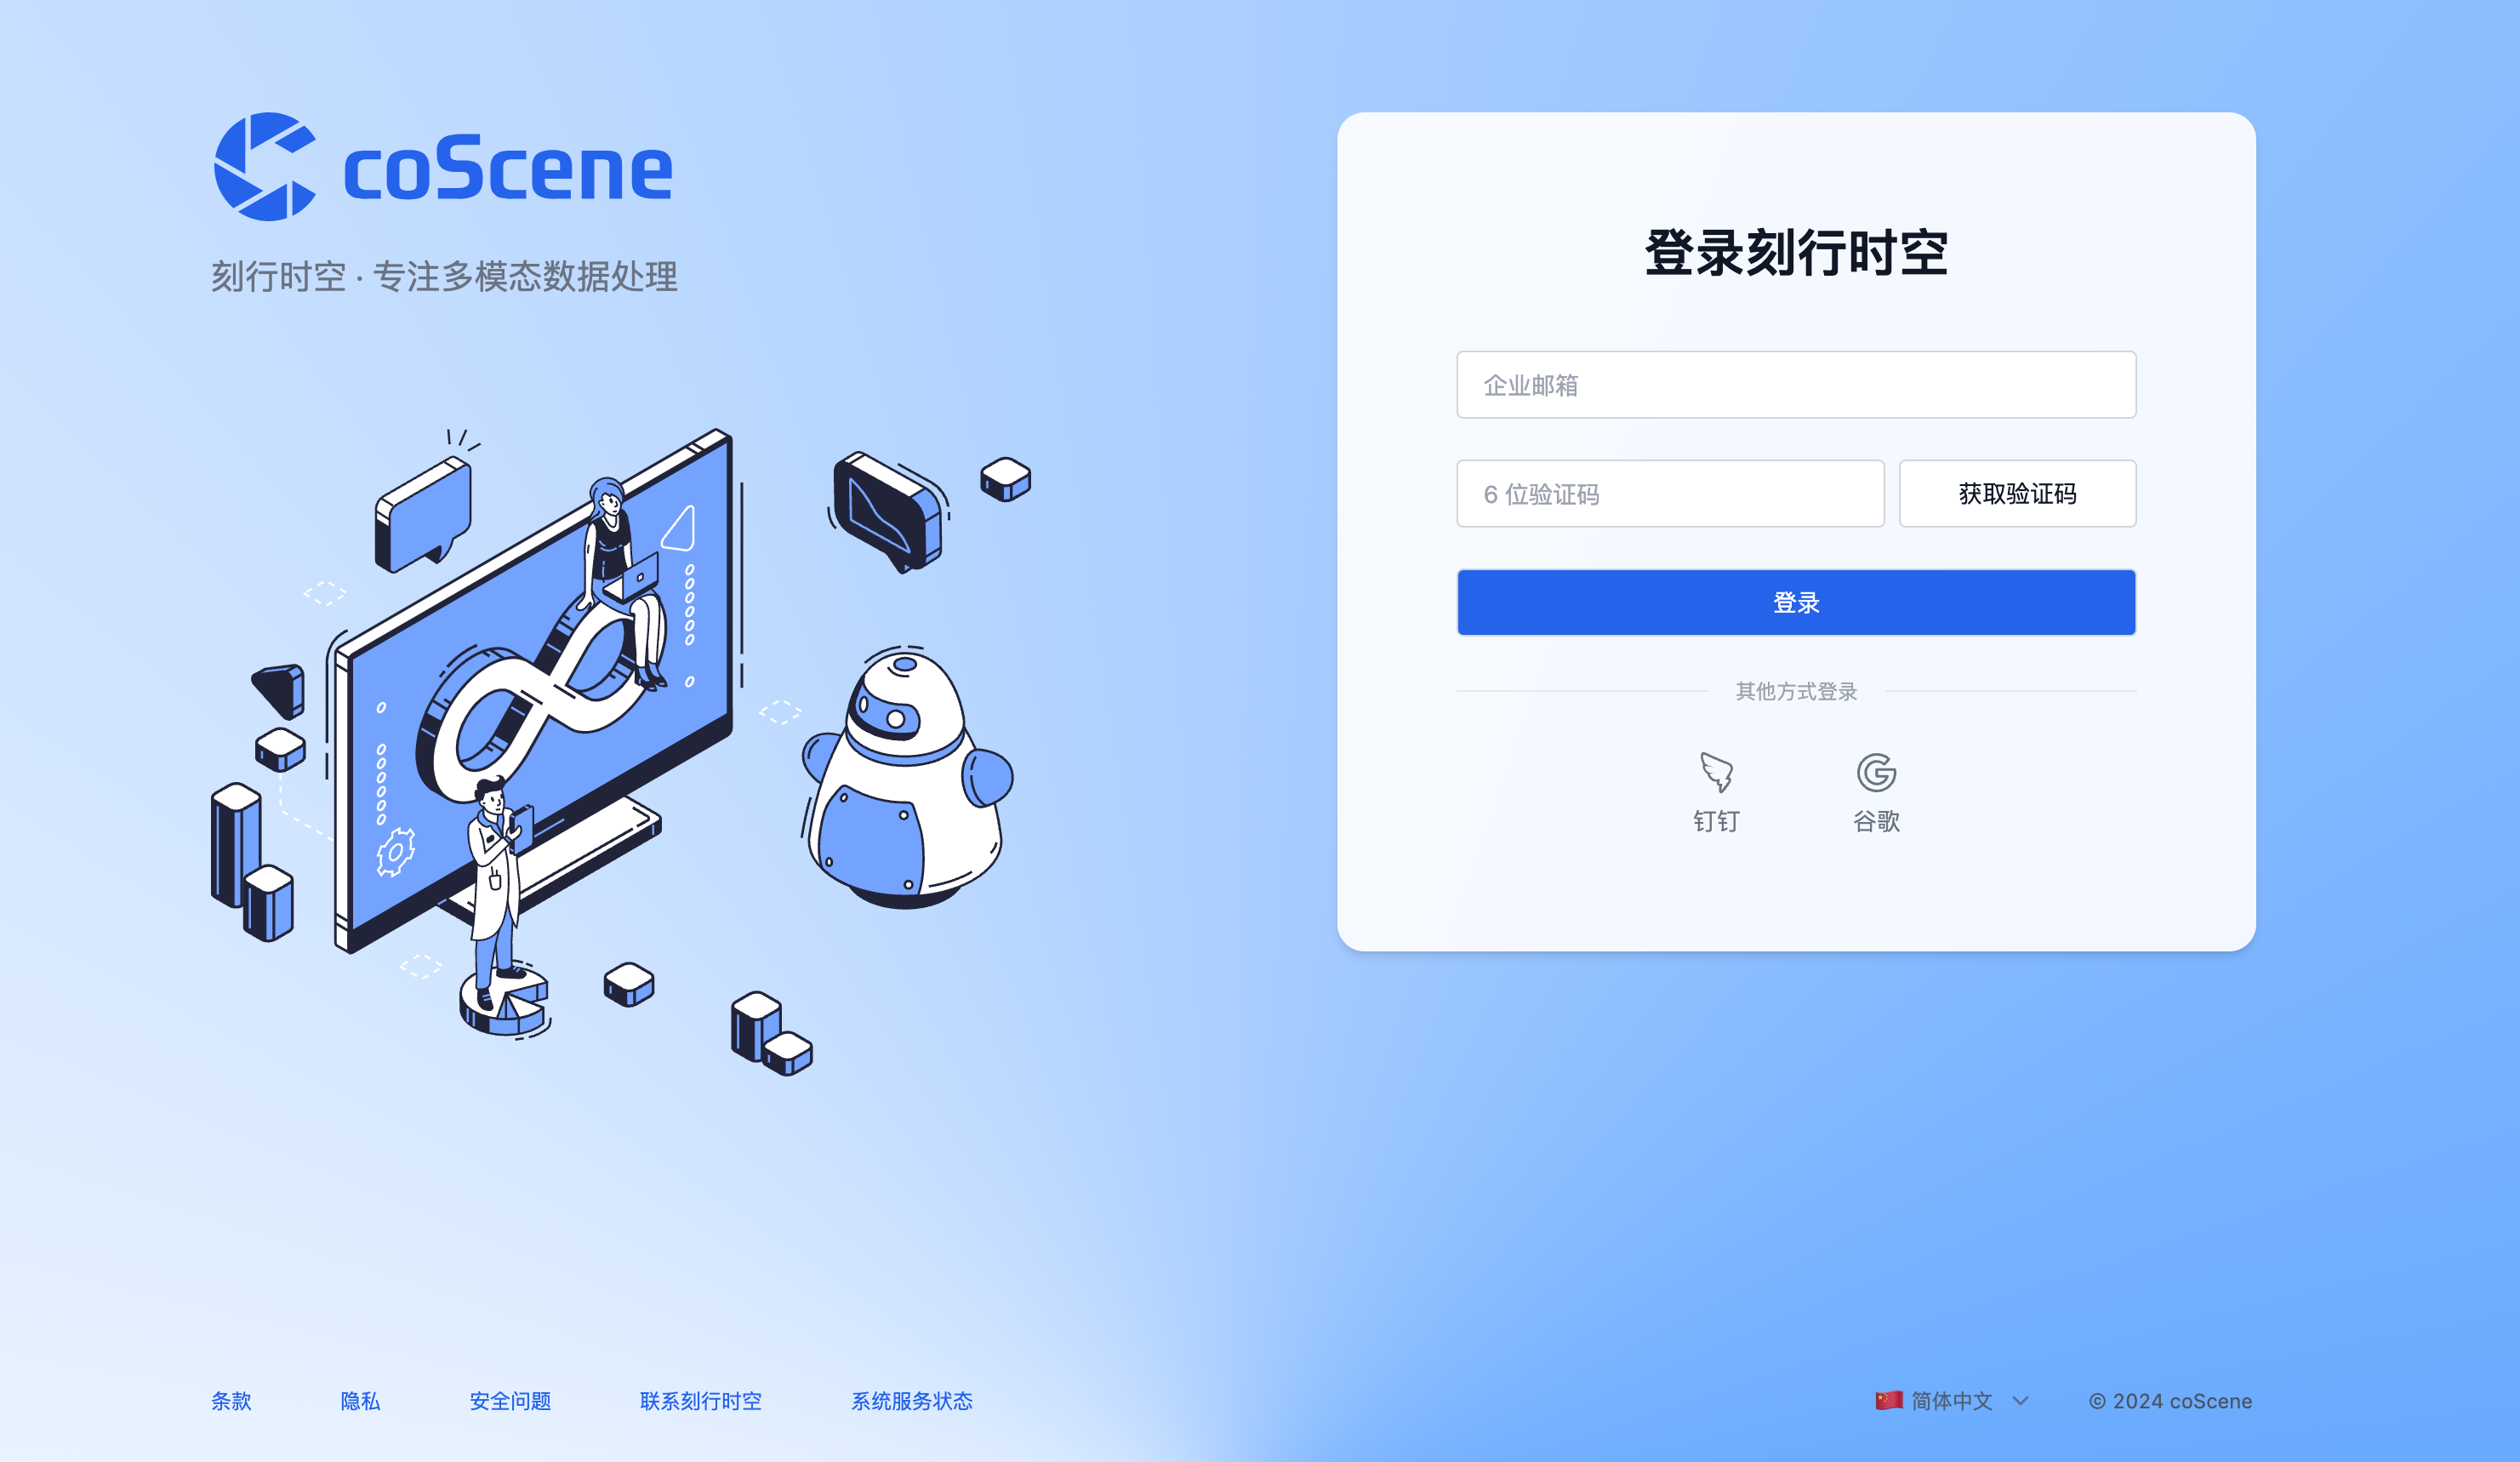 coScene
刻行时空 · 专注多模态数据处理
登录刻行时空
企业邮箱
6 位验证码
获取验证码
登录
其他方式登录
钉钉
谷歌
条款
隐私
安全问题
联系刻行时空
系统服务状态
🇨🇳 简体中文
© 2024 coScene